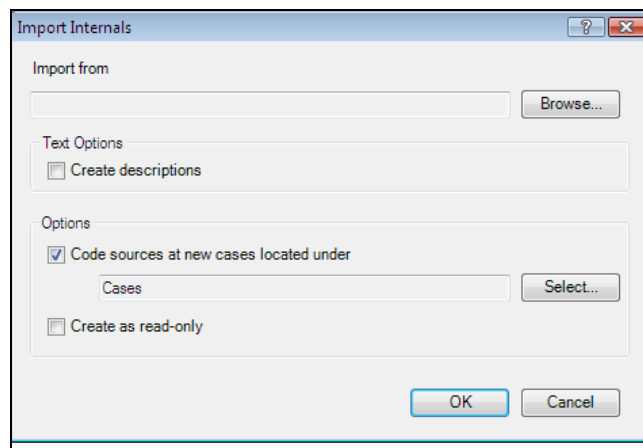 Import Internals
Import from
Browse...
Text Options
Create descriptions
Options
Code sources at new cases located under
Cases
Select...
Create as read-only
OK
Cancel